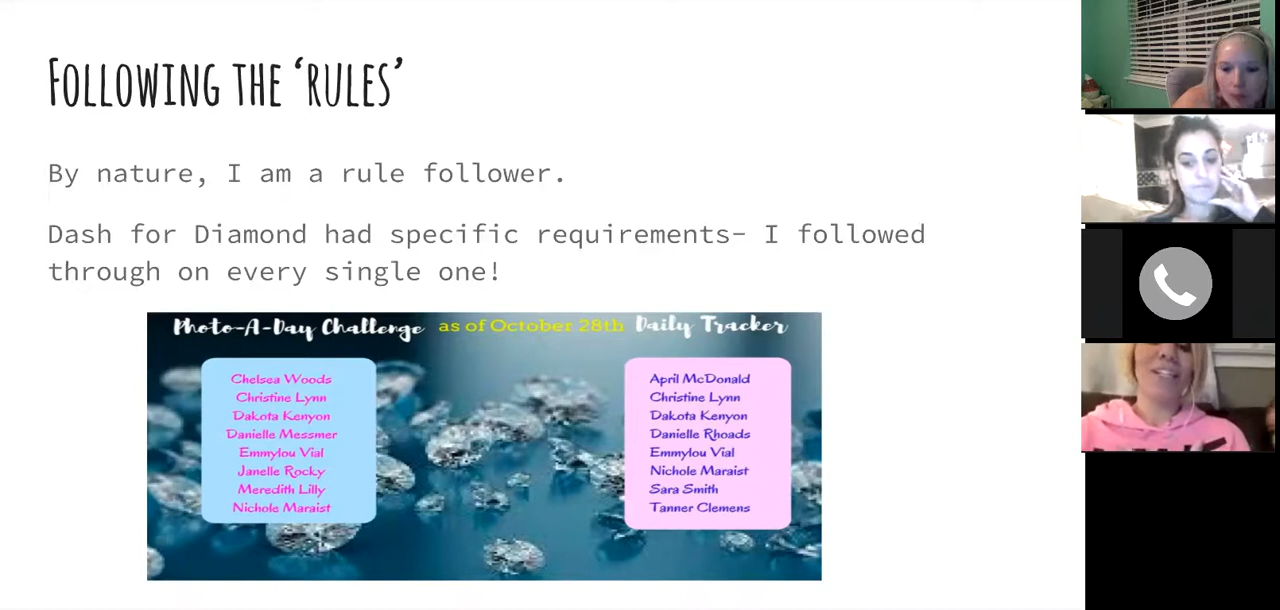 Following the ‘rules’
By nature, I am a rule follower.
Dash for Diamond had specific requirements- I followed
through on every single one!
Photo-A-Day Challenge as of October 28th Daily Tracker
Chelsea Woods
Christine Lynn
Dakota Kenyon
Danielle Messmer
Emmylou Vial
Janelle Rocky
Meredith Lilly
Nichole Maraist
April McDonald
Christine Lynn
Dakota Kenyon
Danielle Rhoads
Emmylou Vial
Nichole Maraist
Sara Smith
Tanner Clemens